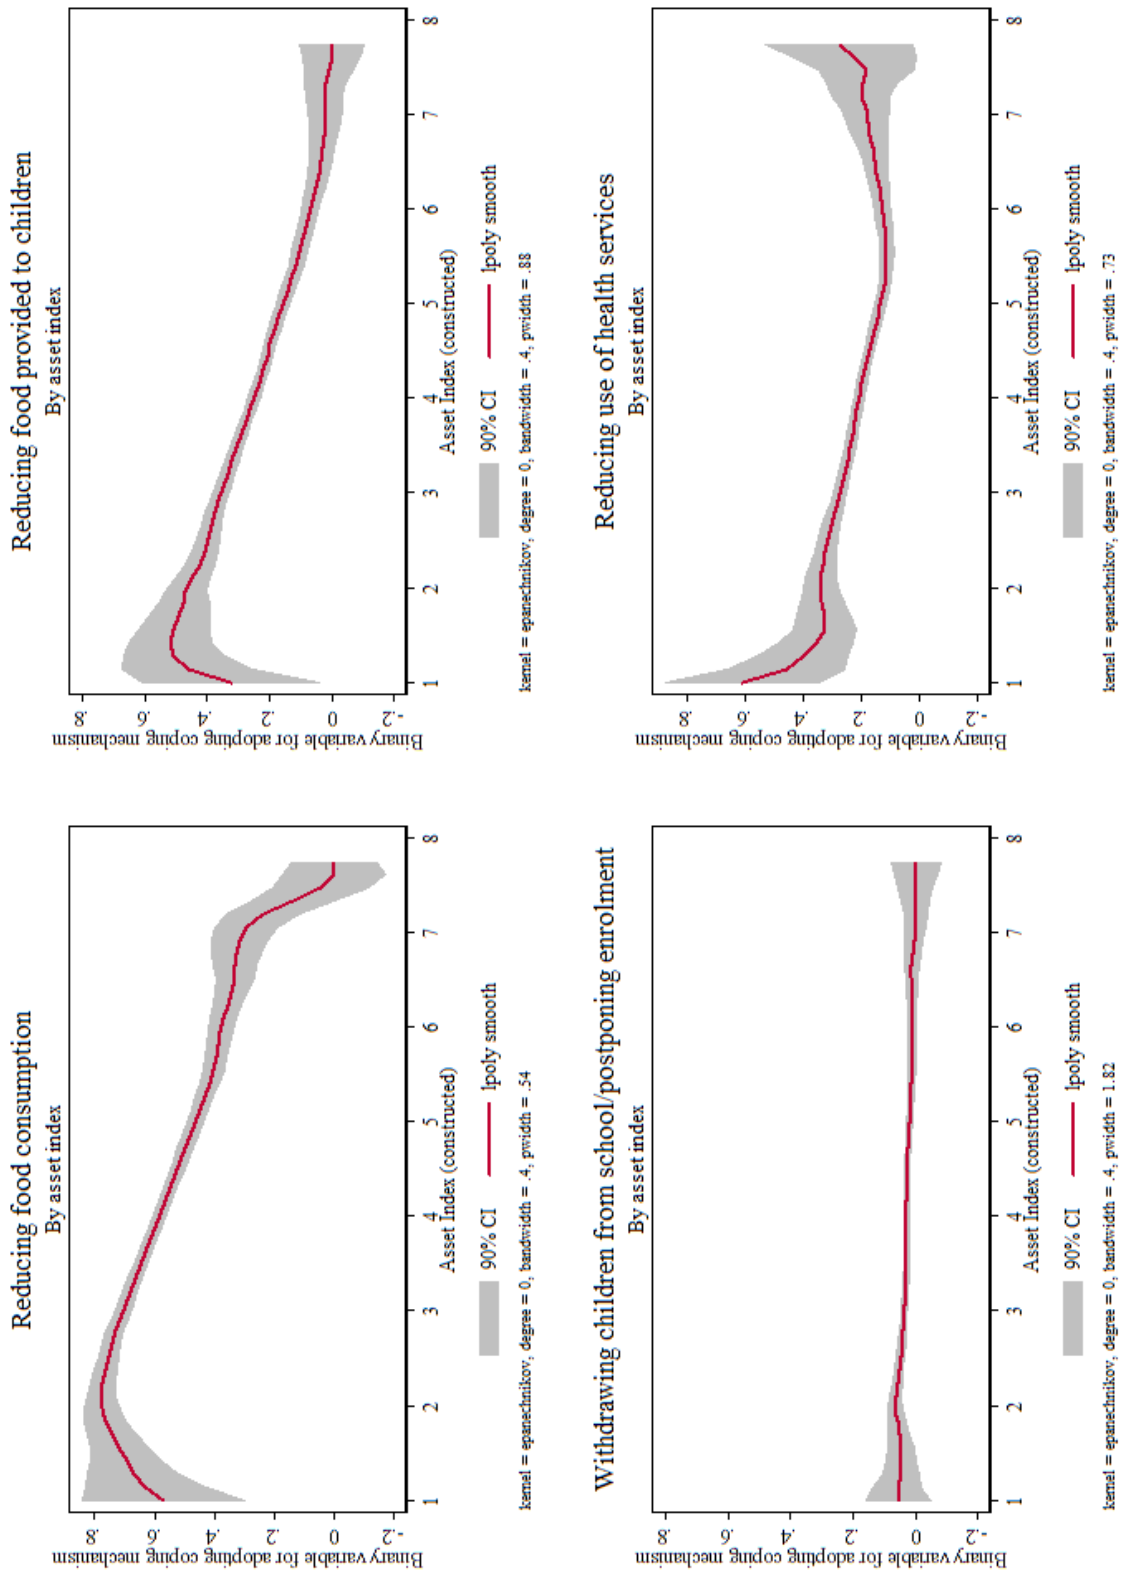 Reducing food consumption
By asset index
Binary variable for adopting coping mechanism
-.2 0 .2 .4 .6 .8
1 2 3 4 5 6 7 8
Asset Index (constructed)
90% CI lpoly smooth
kernel = epanechnikov, degree = 0, bandwidth = .4, pwidth = .54
Reducing food provided to children
By asset index
Binary variable for adopting coping mechanism
-.2 0 .2 .4 .6 .8
1 2 3 4 5 6 7 8
Asset Index (constructed)
90% CI lpoly smooth
kernel = epanechnikov, degree = 0, bandwidth = .4, pwidth = .88
Withdrawing children from school/postponing enrolment
By asset index
Binary variable for adopting coping mechanism
-.2 0 .2 .4 .6 .8
1 2 3 4 5 6 7 8
Asset Index (constructed)
90% CI lpoly smooth
kernel = epanechnikov, degree = 0, bandwidth = .4, pwidth = 1.82
Reducing use of health services
By asset index
Binary variable for adopting coping mechanism
-.2 0 .2 .4 .6 .8
1 2 3 4 5 6 7 8
Asset Index (constructed)
90% CI lpoly smooth
kernel = epanechnikov, degree = 0, bandwidth = .4, pwidth = .73